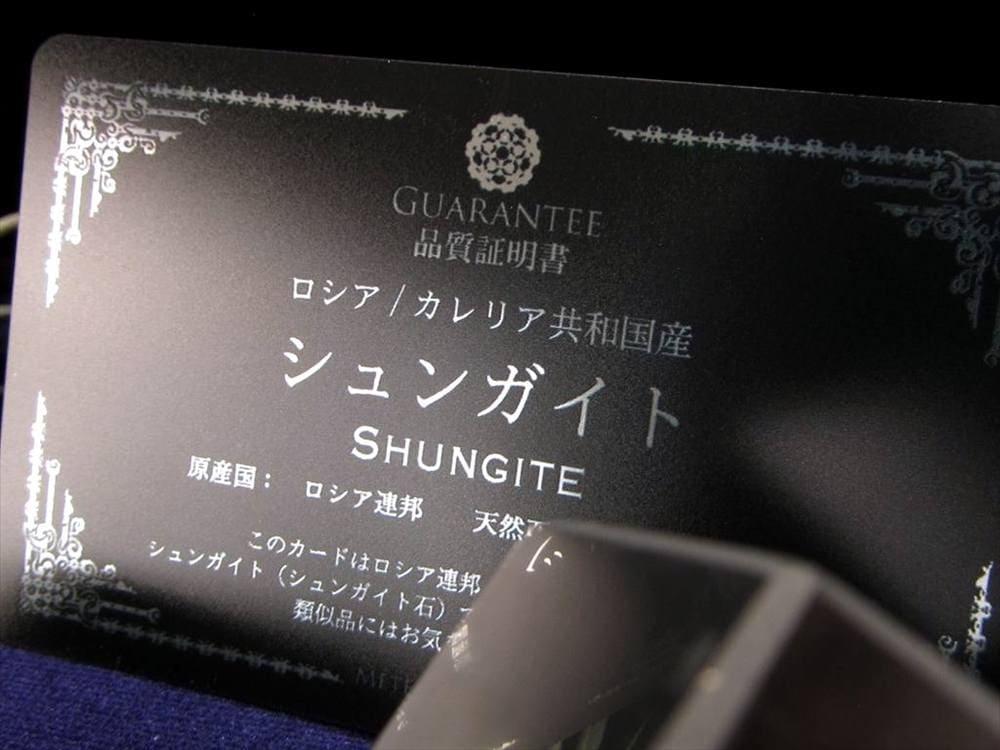 GUARANTEE
品質証明書
ロシア / カレリア共和国産
シュンガイト
SHUNGITE
原産国： ロシア連邦 天然
このカードはロシア連邦
シュンガイト（シュンガイト石）
類似品にはお気